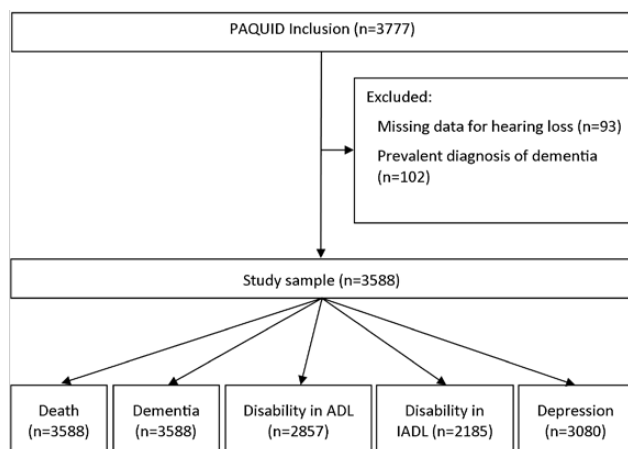 PAQUID Inclusion (n=3777)
Excluded:
Missing data for hearing loss (n=93)
Prevalent diagnosis of dementia
(n=102)
Study sample (n=3588)
Death
(n=3588)
Dementia
(n=3588)
Disability in ADL
(n=2857)
Disability in
IADL (n=2185)
Depression
(n=3080)